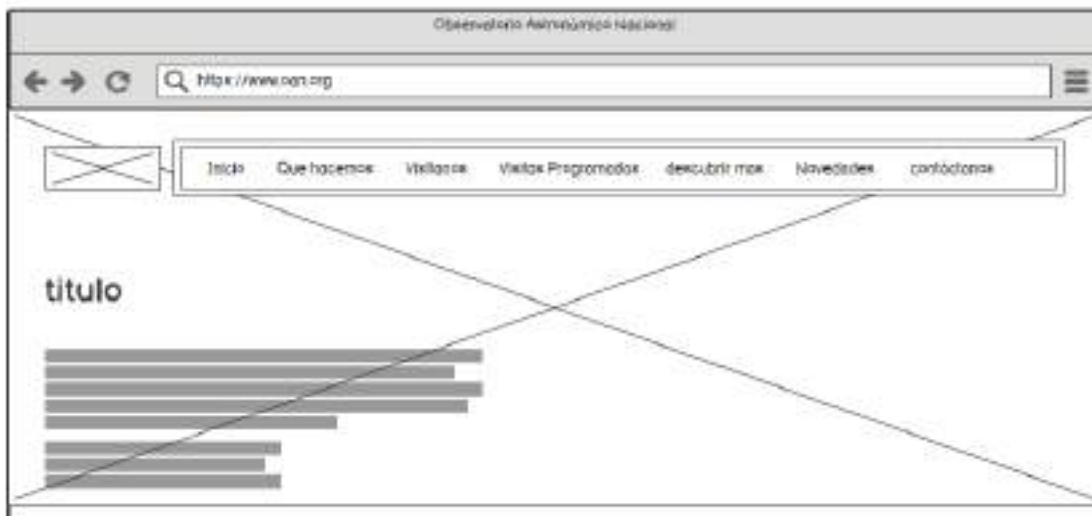 Observatorio Astronómico Nacional
https://www.oan.org
Inicio Que hacemos Visitanos Visitas Programadas descubrir mas Novedades contáctanos
titulo